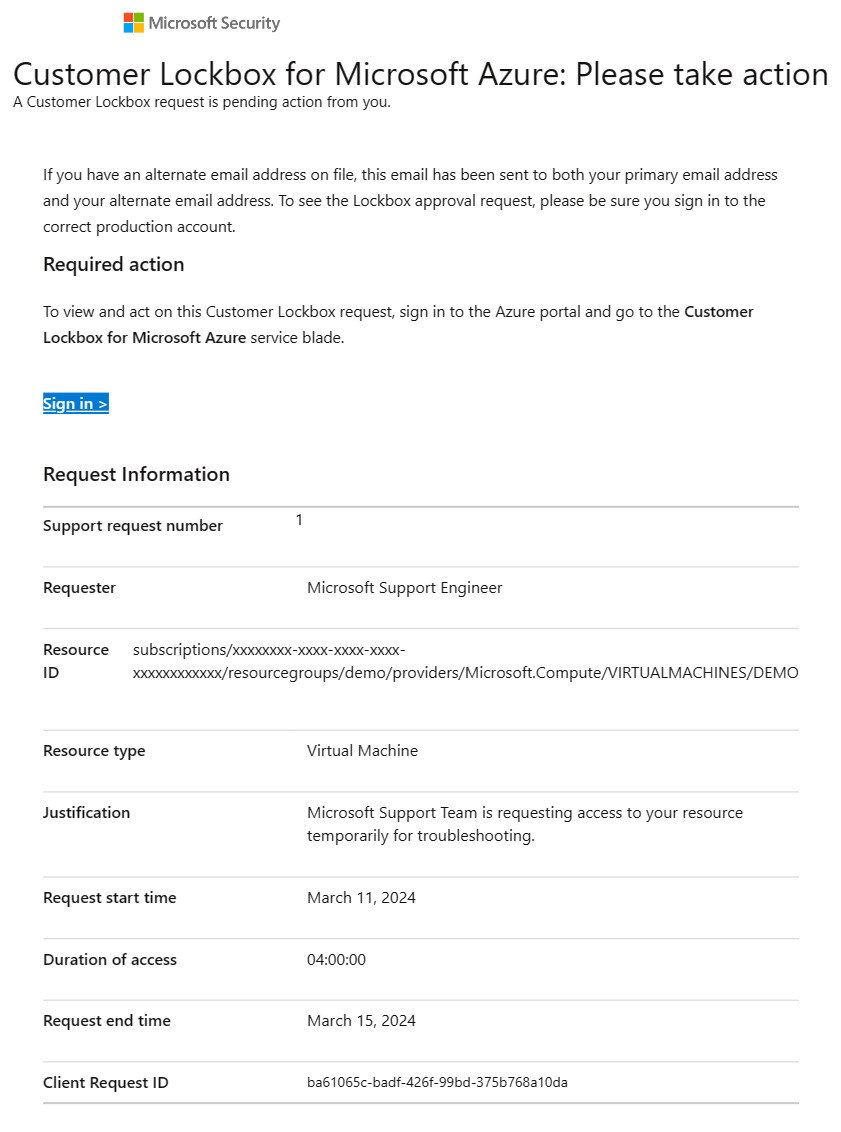 Microsoft Security
Customer Lockbox for Microsoft Azure: Please take action
A Customer Lockbox request is pending action from you.
If you have an alternate email address on file, this email has been sent to both your primary email address
and your alternate email address. To see the Lockbox approval request, please be sure you sign in to the
correct production account.
Required action
To view and act on this Customer Lockbox request, sign in to the Azure portal and go to the Customer
Lockbox for Microsoft Azure service blade.
Sign in >
Request Information
Support request number 1
Requester Microsoft Support Engineer
Resource subscriptions/xxxxxxxx-xxxx-xxxx-xxxx-
ID xxxxxxxxxxxx/resourcegroups/demo/providers/Microsoft.Compute/VIRTUALMACHINES/DEMO
Resource type Virtual Machine
Justification Microsoft Support Team is requesting access to your resource
temporarily for troubleshooting.
Request start time March 11, 2024
Duration of access 04:00:00
Request end time March 15, 2024
Client Request ID ba61065c-badf-426f-99bd-375b768a10da